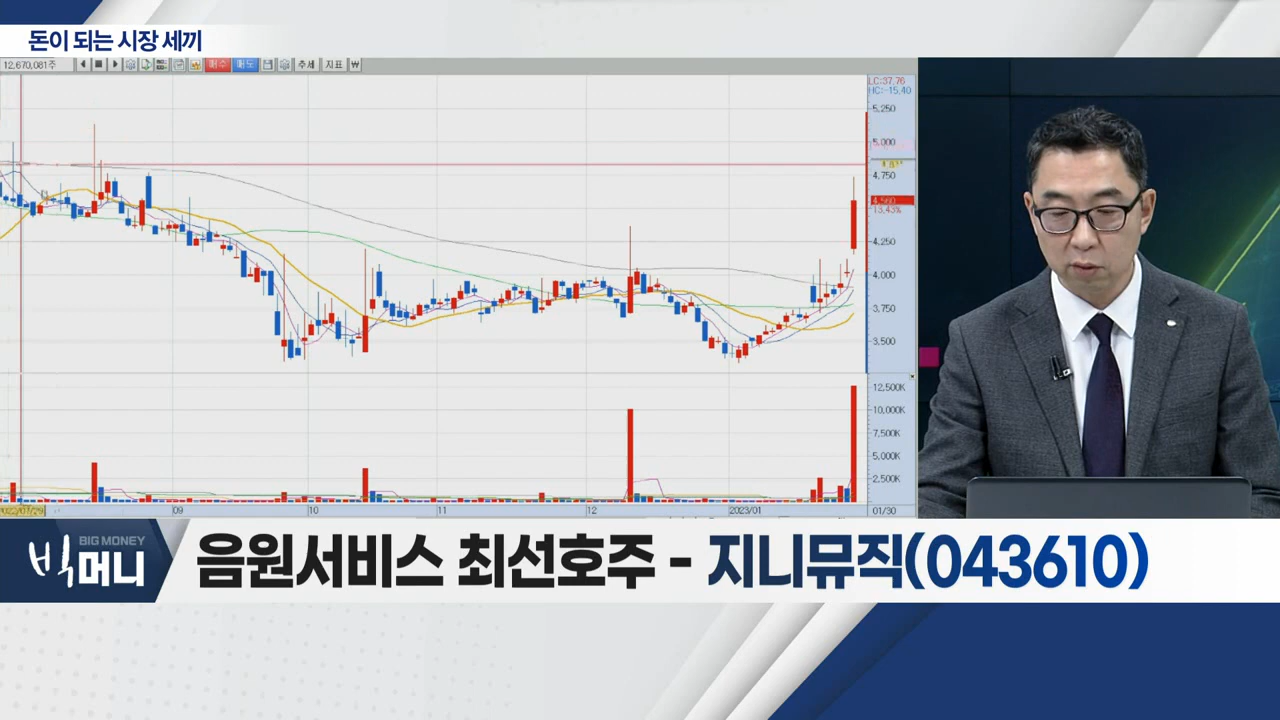 돈이 되는 시장 세끼
12,670,081주
매수 매도 추세 지표 ₩
LC:37.76
HC:-15.40
5,250
5,000
4,750
4,560
13.43%
4,250
4,000
3,750
3,500
12,500K
10,000K
7,500K
5,000K
2,500K
2022/07/29 09 10 11 12 2023/01 01/30
BIG MONEY
빅머니
음원서비스 최선호주 - 지니뮤직(043610)